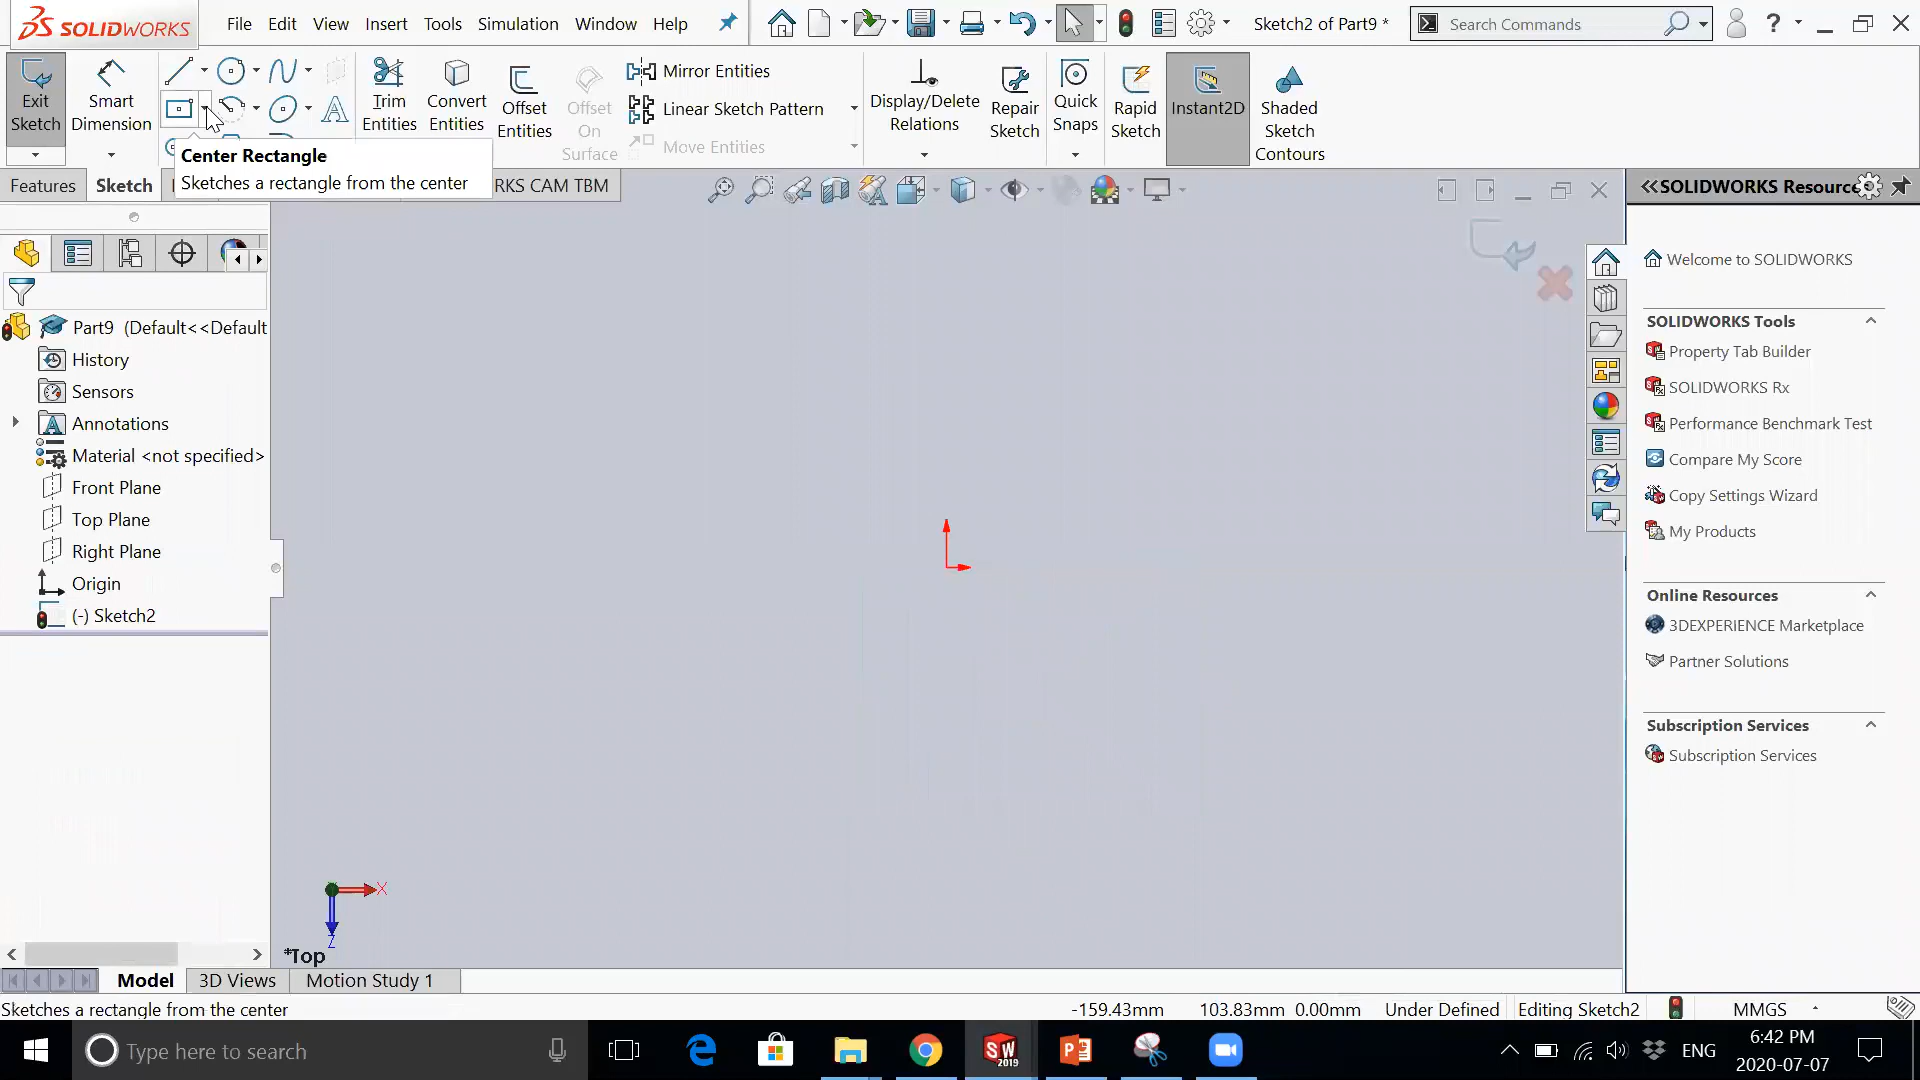 SOLIDWORKS
File Edit View Insert Tools Simulation Window Help
Sketch2 of Part9 *
Search Commands
?
Exit Sketch
Smart Dimension
Trim Entities
Convert Entities
Offset Entities
Offset On Surface
Mirror Entities
Linear Sketch Pattern
Move Entities
Display/Delete Relations
Repair Sketch
Quick Snaps
Rapid Sketch
Instant2D
Shaded Sketch Contours
Center Rectangle
Sketches a rectangle from the center
Features
Sketch
RKS CAM TBM
SOLIDWORKS Resourc
Part9 (Default<<Default
History
Sensors
Annotations
Material <not specified>
Front Plane
Top Plane
Right Plane
Origin
(-) Sketch2
Welcome to SOLIDWORKS
SOLIDWORKS Tools
Property Tab Builder
SOLIDWORKS Rx
Performance Benchmark Test
Compare My Score
Copy Settings Wizard
My Products
Online Resources
3DEXPERIENCE Marketplace
Partner Solutions
Subscription Services
Subscription Services
X
Z
*Top
Model
3D Views
Motion Study 1
Sketches a rectangle from the center
-159.43mm 103.83mm 0.00mm Under Defined Editing Sketch2 MMGS
Type here to search
SW 2019
ENG
6:42 PM
2020-07-07